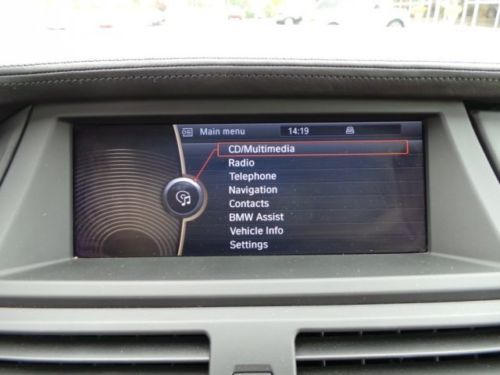 Main menu 14:19
CD/Multimedia
Radio
Telephone
Navigation
Contacts
BMW Assist
Vehicle Info
Settings